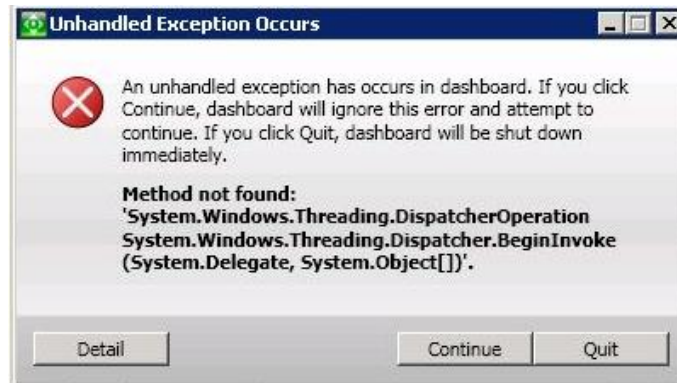 Unhandled Exception Occurs
An unhandled exception has occurs in dashboard. If you click
Continue, dashboard will ignore this error and attempt to
continue. If you click Quit, dashboard will be shut down
immediately.
Method not found:
'System.Windows.Threading.DispatcherOperation
System.Windows.Threading.Dispatcher.BeginInvoke
(System.Delegate, System.Object[])'.
Detail
Continue
Quit